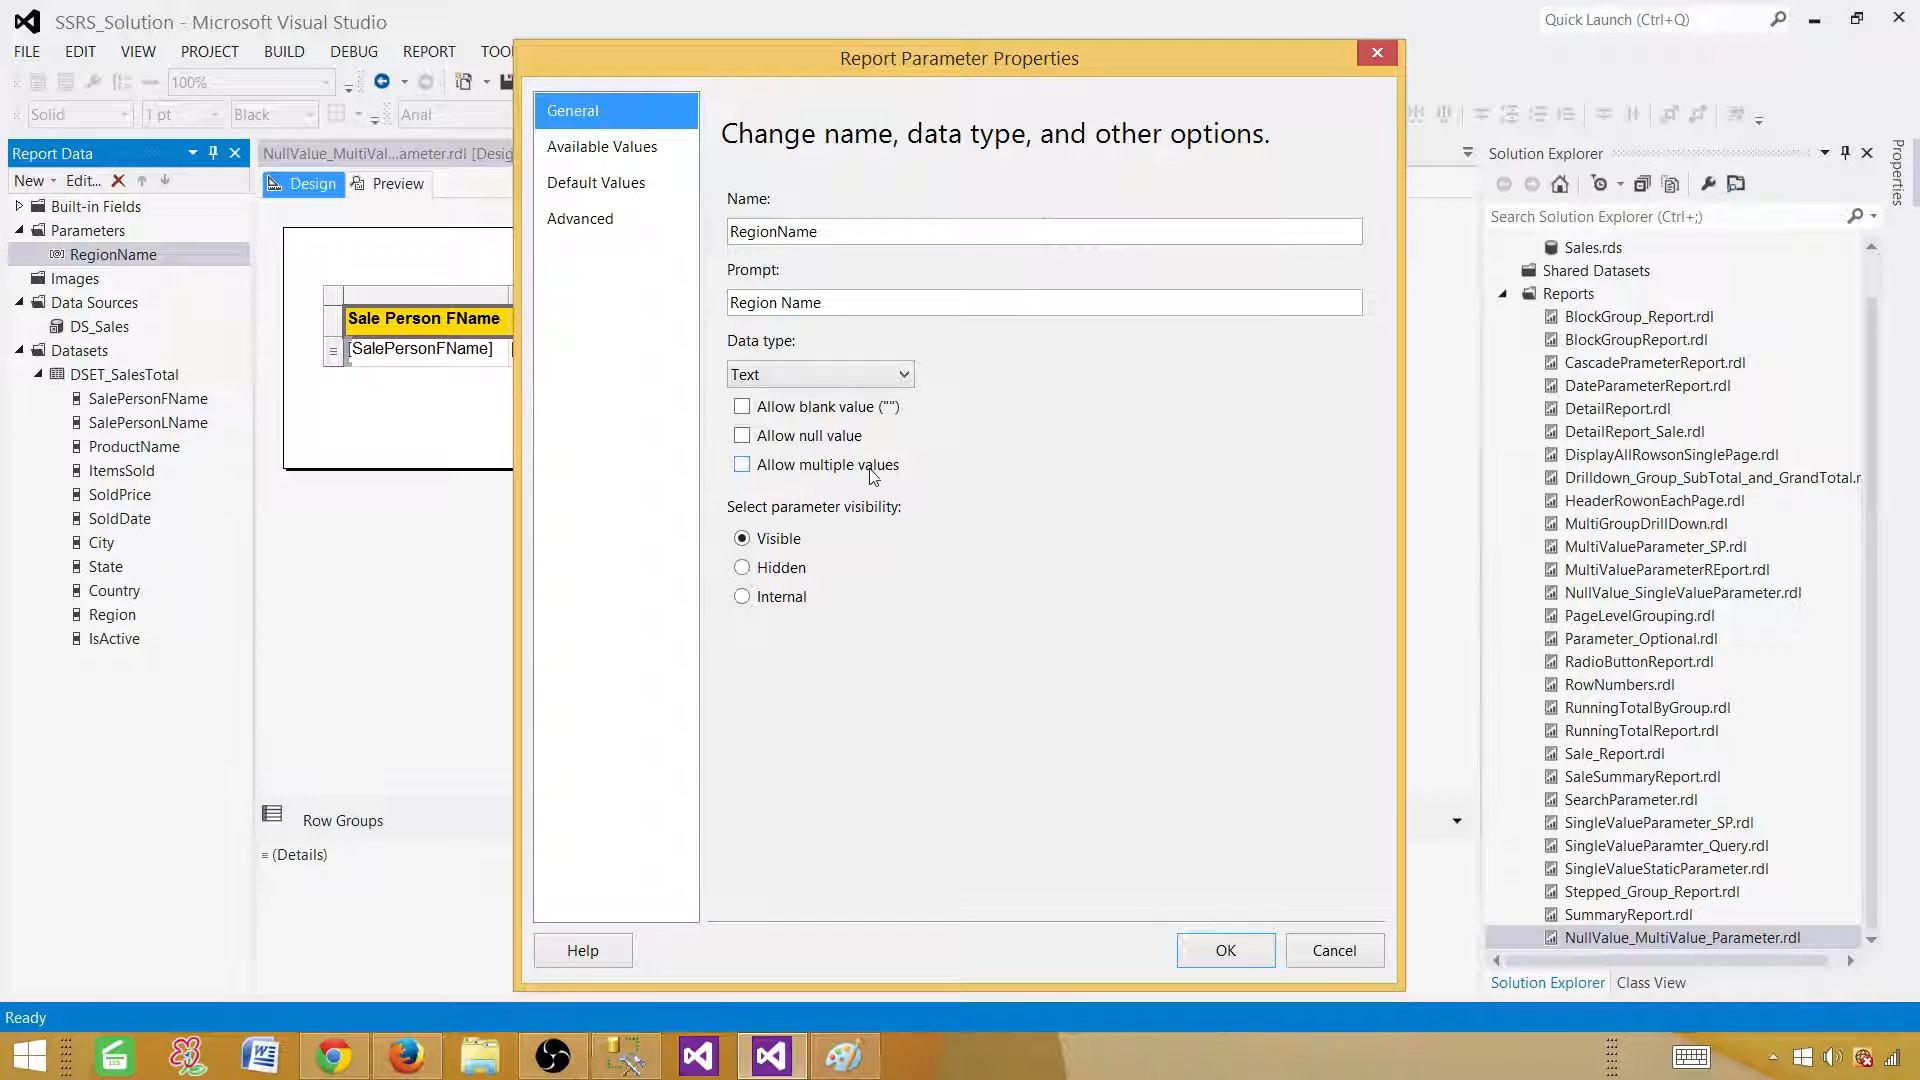 SSRS_Solution - Microsoft Visual Studio
Quick Launch (Ctrl+Q)
FILE EDIT VIEW PROJECT BUILD DEBUG REPORT TOO
100%
Solid 1 pt Black Arial
Report Data
New Edit...
Built-in Fields
Parameters
RegionName
Images
Data Sources
DS_Sales
Datasets
DSET_SalesTotal
SalePersonFName
SalePersonLName
ProductName
ItemsSold
SoldPrice
SoldDate
City
State
Country
Region
IsActive
NullValue_MultiVal...ameter.rdl [Desig
Design Preview
Sale Person FName
[SalePersonFName]
Row Groups
(Details)
Report Parameter Properties
General
Available Values
Default Values
Advanced
Change name, data type, and other options.
Name:
RegionName
Prompt:
Region Name
Data type:
Text
Allow blank value ("")
Allow null value
Allow multiple values
Select parameter visibility:
Visible
Hidden
Internal
Help OK Cancel
Solution Explorer
Search Solution Explorer (Ctrl+;)
Sales.rds
Shared Datasets
Reports
BlockGroup_Report.rdl
BlockGroupReport.rdl
CascadePrameterReport.rdl
DateParameterReport.rdl
DetailReport.rdl
DetailReport_Sale.rdl
DisplayAllRowsonSinglePage.rdl
Drilldown_Group_SubTotal_and_GrandTotal.r
HeaderRowonEachPage.rdl
MultiGroupDrillDown.rdl
MultiValueParameter_SP.rdl
MultiValueParameterREport.rdl
NullValue_SingleValueParameter.rdl
PageLevelGrouping.rdl
Parameter_Optional.rdl
RadioButtonReport.rdl
RowNumbers.rdl
RunningTotalByGroup.rdl
RunningTotalReport.rdl
Sale_Report.rdl
SaleSummaryReport.rdl
SearchParameter.rdl
SingleValueParameter_SP.rdl
SingleValueParamter_Query.rdl
SingleValueStaticParameter.rdl
Stepped_Group_Report.rdl
SummaryReport.rdl
NullValue_MultiValue_Parameter.rdl
Solution Explorer Class View
Properties
Ready